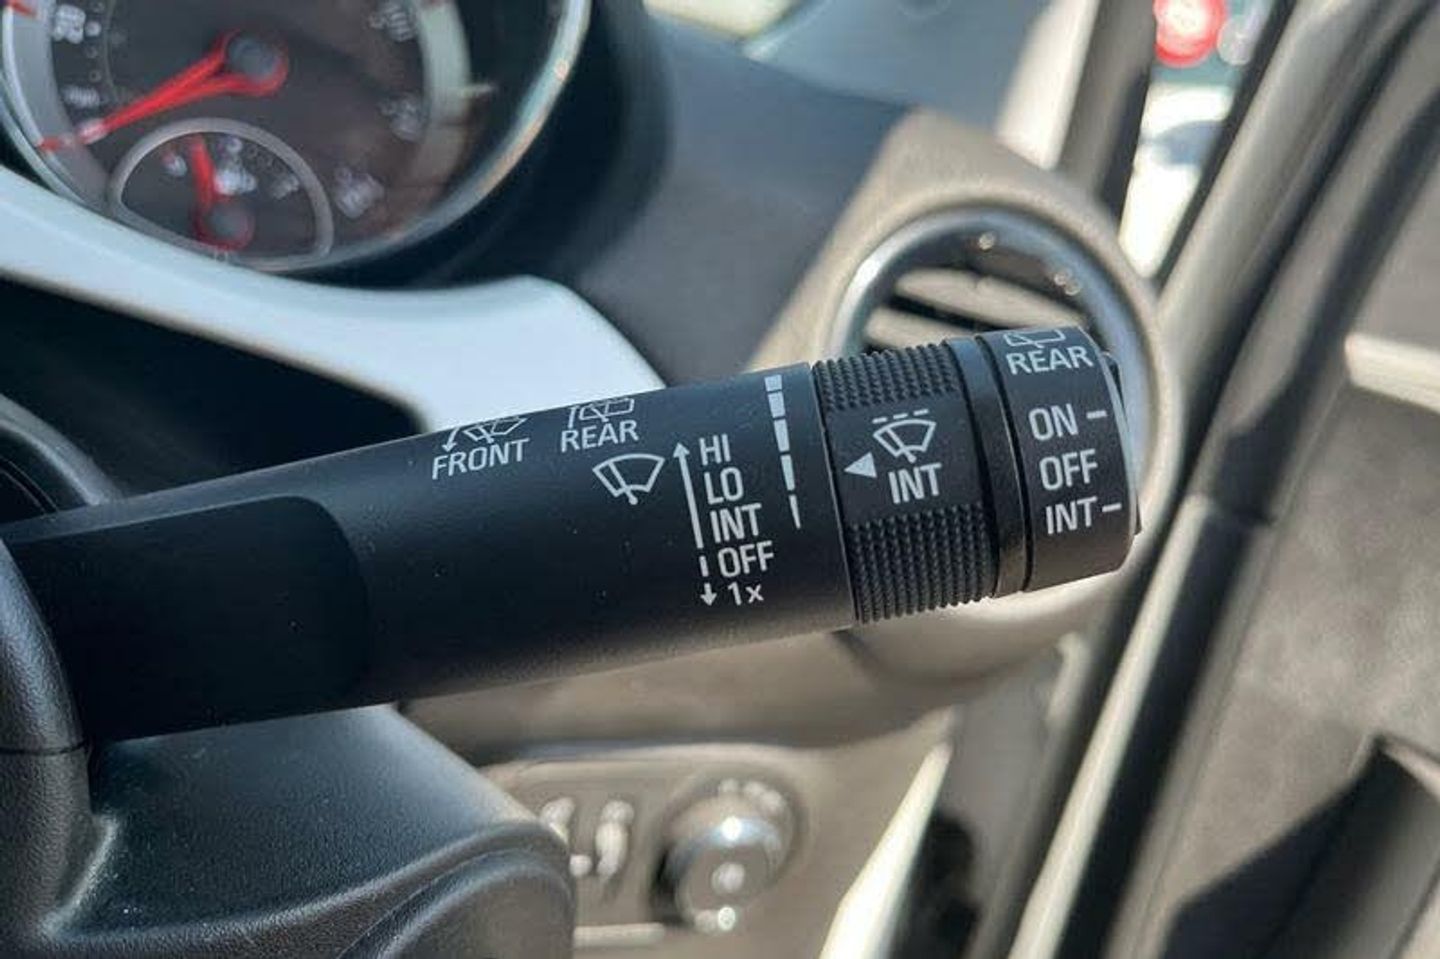 FRONT
REAR
HI
LO
INT
OFF
1x
INT
REAR
ON
OFF
INT